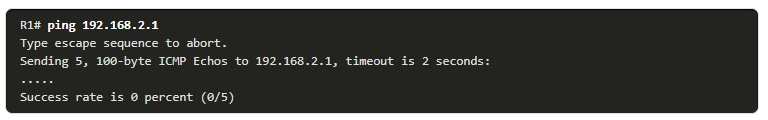 R1# ping 192.168.2.1
Type escape sequence to abort.
Sending 5, 100-byte ICMP Echos to 192.168.2.1, timeout is 2 seconds:
.....
Success rate is 0 percent (0/5)